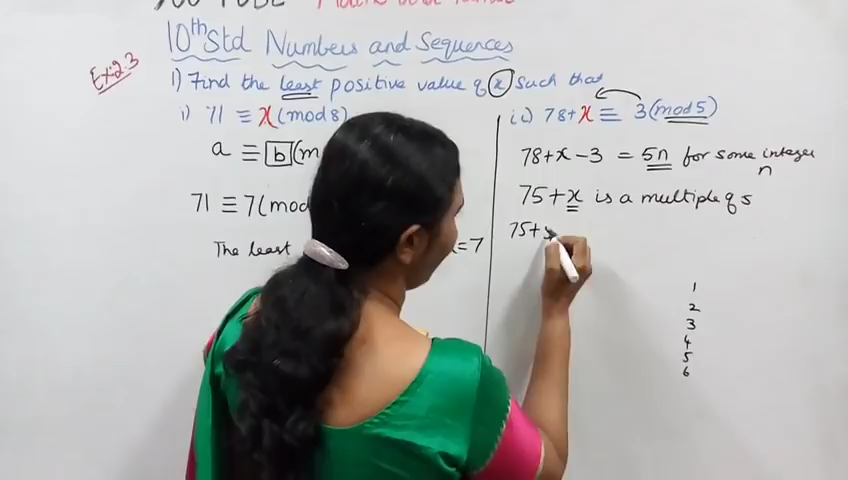 YOU TUBE
10th Std Numbers and Sequences
Ex:2.3
1) Find the least positive value of x such that
i) 71 ≡ x (mod 8)
a ≡ b (m
71 ≡ 7 (mod
The least x = 7
ii) 78 + x ≡ 3 (mod 5)
78 + x - 3 = 5n for some integer
n
75 + x is a multiple of 5
75 +
1
2
3
4
5
6